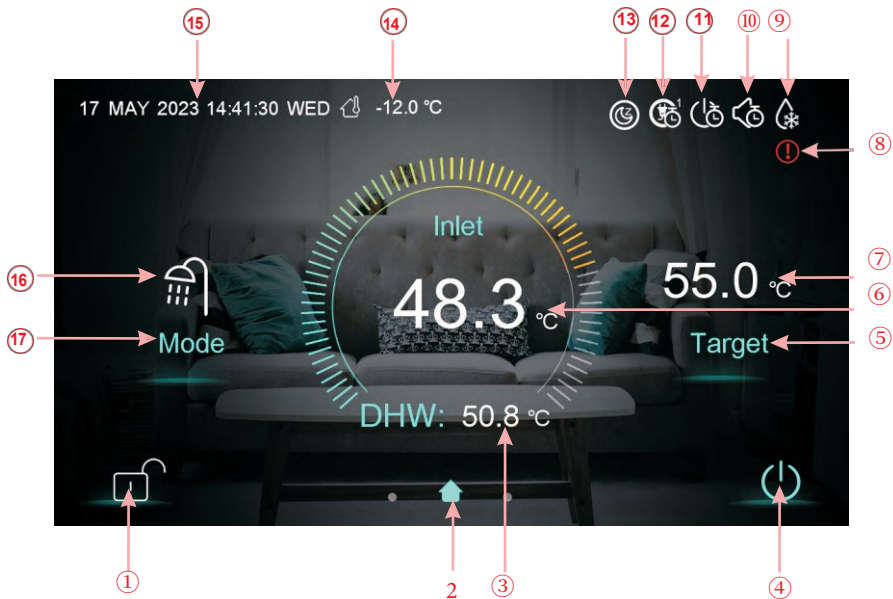 ⑮ ⑭ ⑬ ⑫ ⑪ ⑩ ⑨
17 MAY 2023 14:41:30 WED -12.0 °C
⑧
Inlet
⑦
55.0 °C
⑯
48.3 °C
⑥
⑰
Mode
Target
⑤
DHW: 50.8 °C
① 2 ③ ④